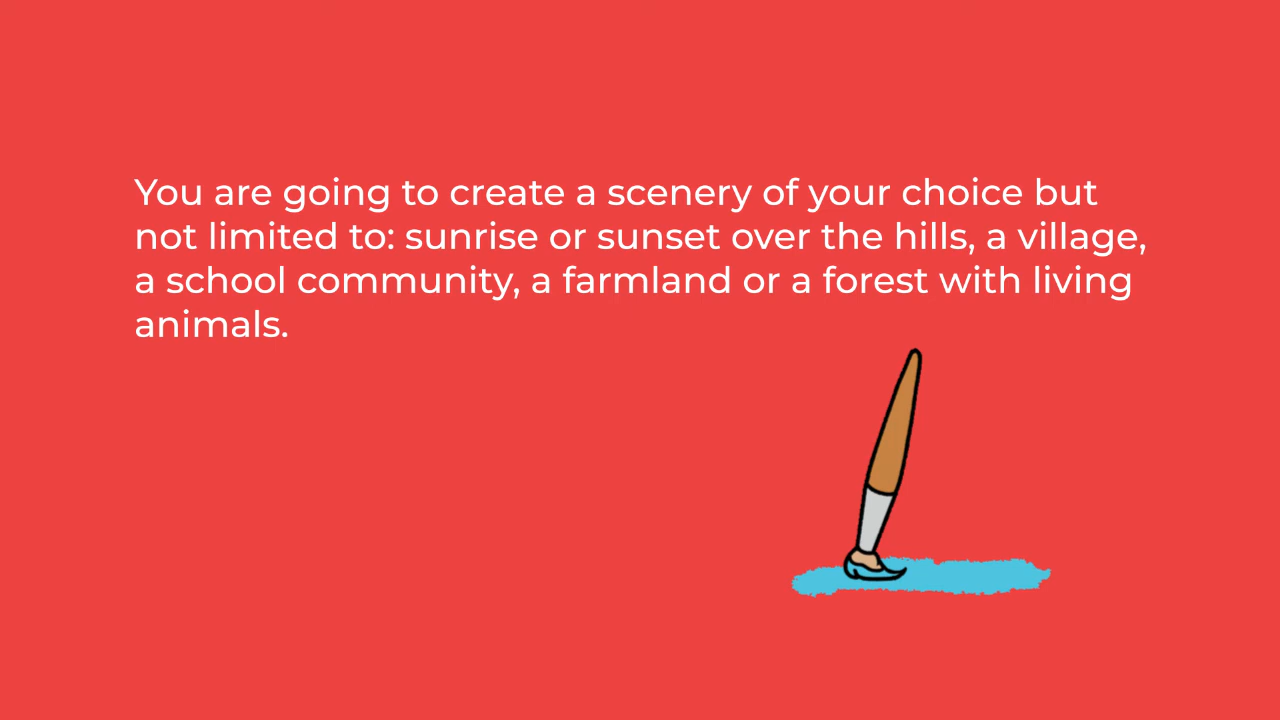 You are going to create a scenery of your choice but
not limited to: sunrise or sunset over the hills, a village,
a school community, a farmland or a forest with living
animals.